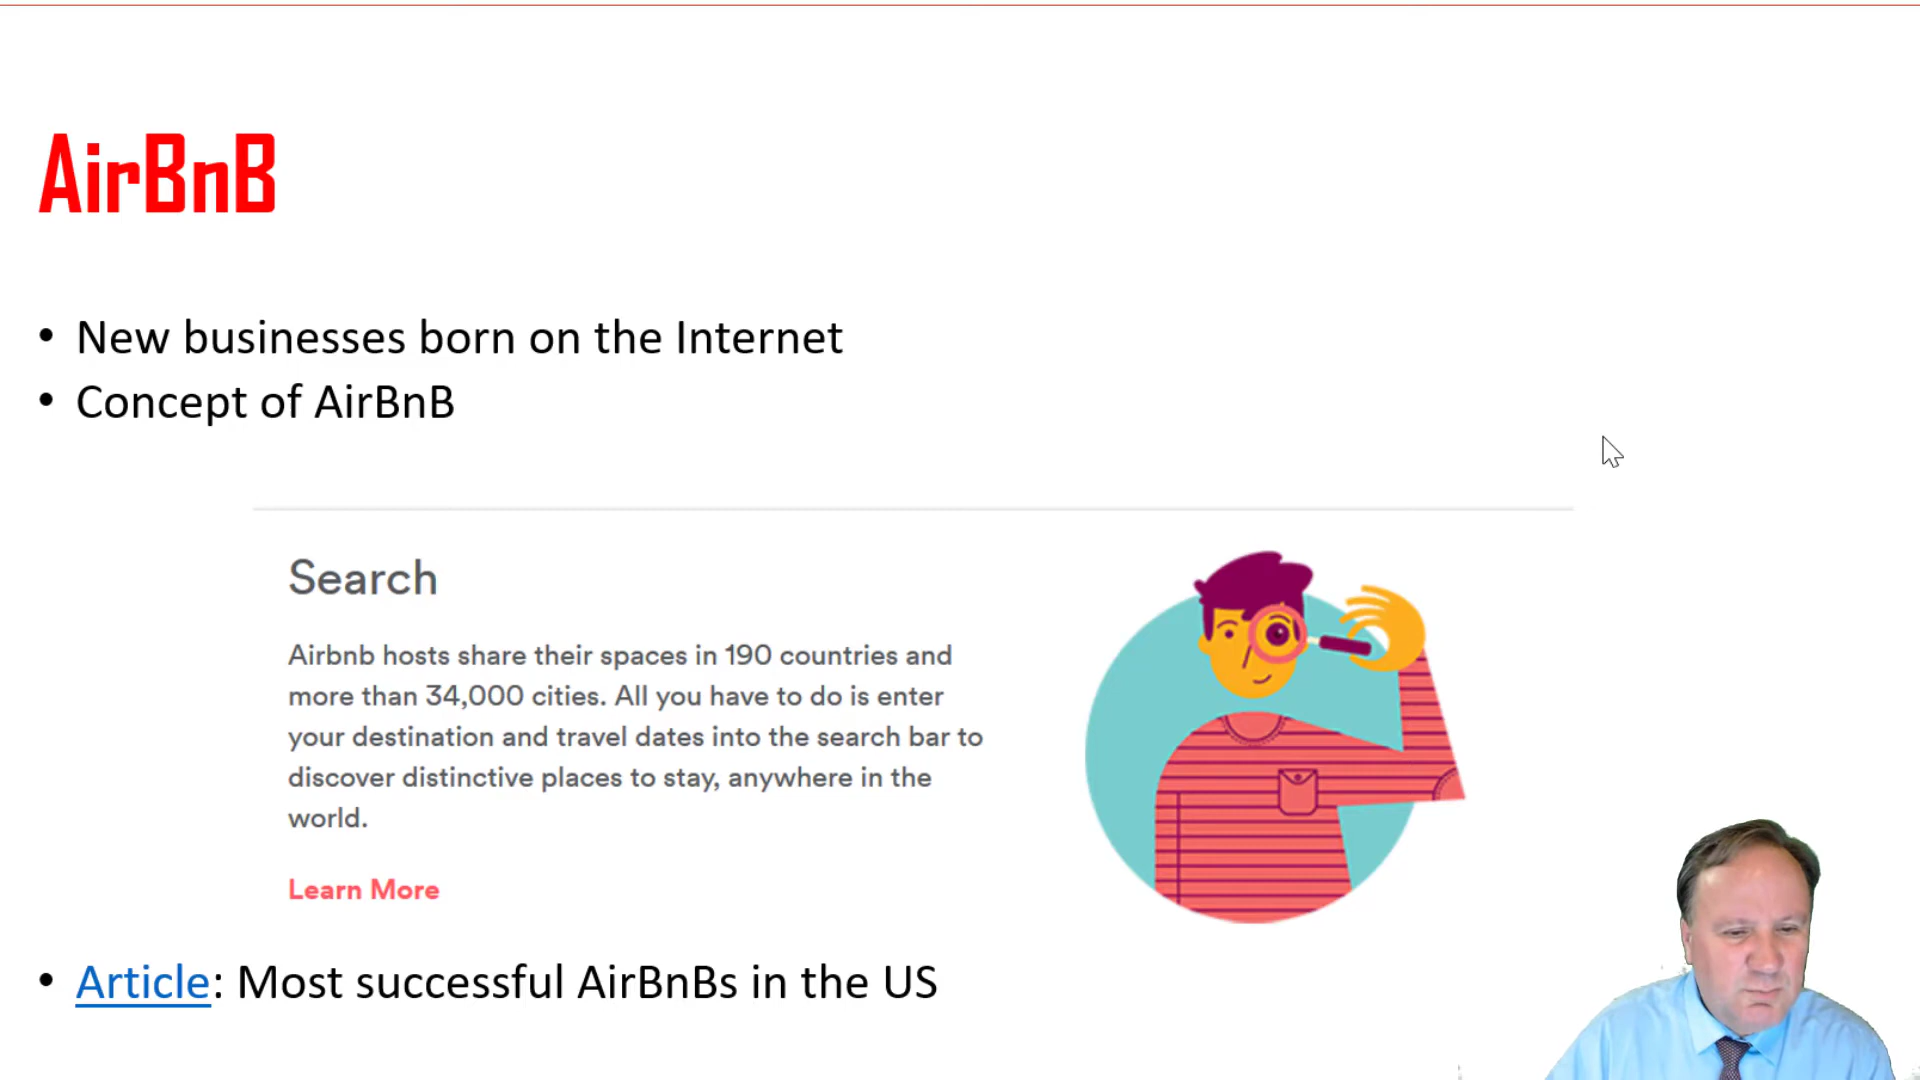 AirBnB
• New businesses born on the Internet
• Concept of AirBnB
Search
Airbnb hosts share their spaces in 190 countries and
more than 34,000 cities. All you have to do is enter
your destination and travel dates into the search bar to
discover distinctive places to stay, anywhere in the
world.
Learn More
• Article: Most successful AirBnBs in the US